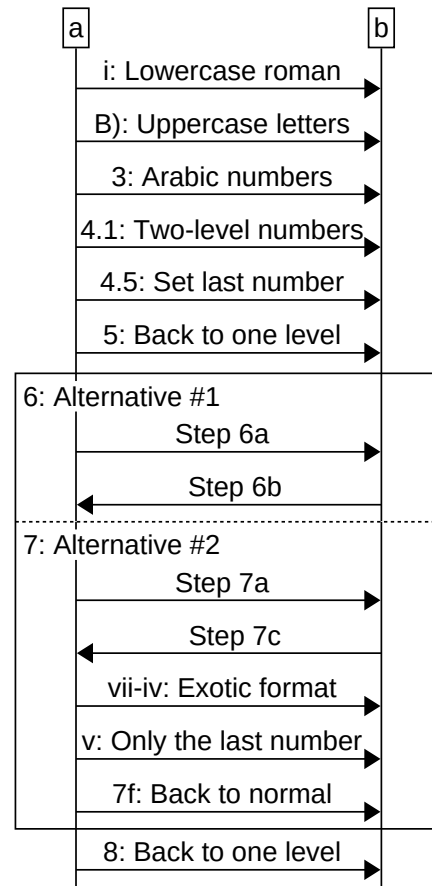 a b
i: Lowercase roman
B): Uppercase letters
3: Arabic numbers
4.1: Two-level numbers
4.5: Set last number
5: Back to one level
6: Alternative #1
Step 6a
Step 6b
7: Alternative #2
Step 7a
Step 7c
vii-iv: Exotic format
v: Only the last number
7f: Back to normal
8: Back to one level